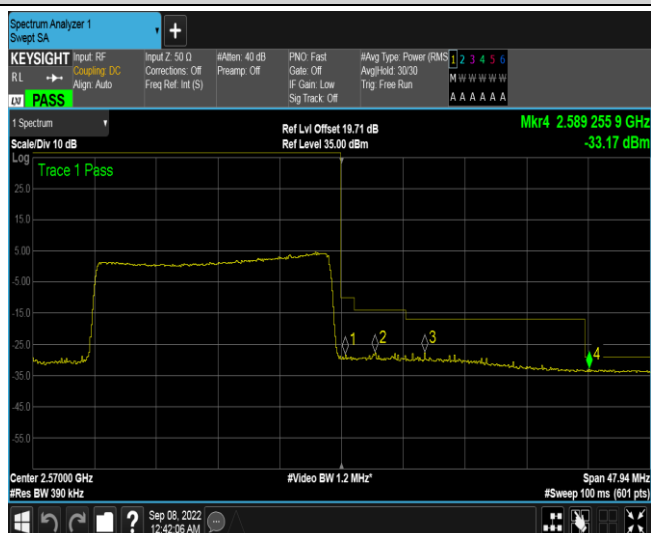 Spectrum Analyzer 1
Swept SA
+
KEYSIGHT Input: RF
RL Coupling: DC
Align: Auto
LXI PASS
Input Z: 50 Ω
Corrections: Off
Freq Ref: Int (S)
#Atten: 40 dB
Preamp: Off
PNO: Fast
Gate: Off
IF Gain: Low
Sig Track: Off
#Avg Type: Power (RMS
Avg|Hold: 30/30
Trig: Free Run
1 2 3 4 5 6
M W W W W W
A A A A A A
1 Spectrum
Scale/Div 10 dB
Ref Lvl Offset 19.71 dB
Ref Level 35.00 dBm
Mkr4 2.589 255 9 GHz
-33.17 dBm
Log
Trace 1 Pass
25.0
15.0
5.00
-5.00
-15.0
-25.0
-35.0
-45.0
-55.0
1
2
3
4
Center 2.57000 GHz
#Res BW 390 kHz
#Video BW 1.2 MHz*
Span 47.94 MHz
#Sweep 100 ms (601 pts)
?
Sep 08, 2022
12:42:06 AM